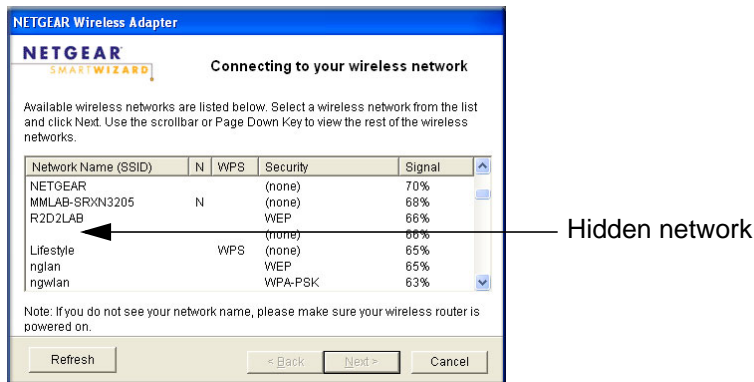 NETGEAR Wireless Adapter
NETGEAR
SMARTWIZARD
Connecting to your wireless network
Available wireless networks are listed below. Select a wireless network from the list
and click Next. Use the scrollbar or Page Down Key to view the rest of the wireless
networks.
Network Name (SSID) N WPS Security Signal
NETGEAR (none) 70%
MMLAB-SRXN3205 N (none) 68%
R2D2LAB WEP 66%
(none) 66%
Hidden network
Lifestyle WPS (none) 65%
nglan WEP 65%
ngwlan WPA-PSK 63%
Note: If you do not see your network name, please make sure your wireless router is
powered on.
Refresh < Back Next > Cancel